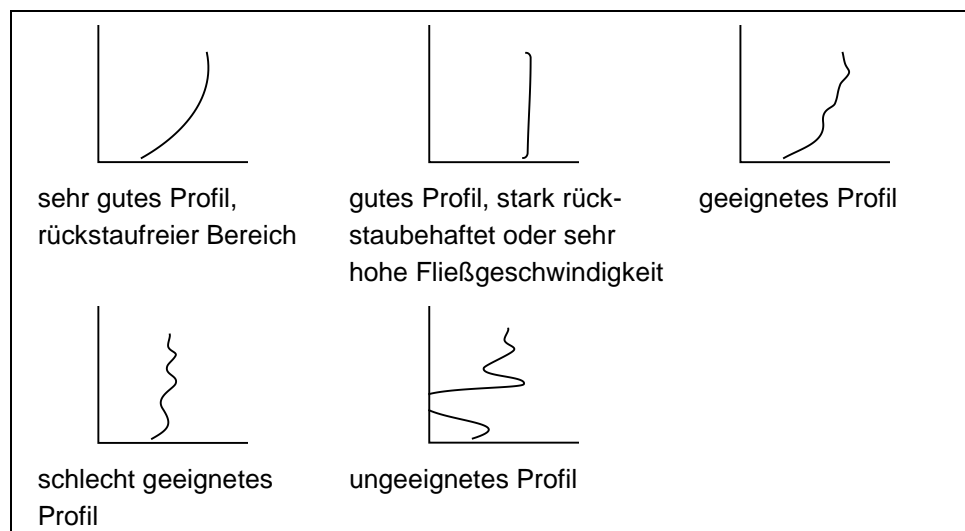 sehr gutes Profil,
rückstaufreier Bereich
gutes Profil, stark rück-
staubehaftet oder sehr
hohe Fließgeschwindigkeit
geeignetes Profil
schlecht geeignetes
Profil
ungeeignetes Profil